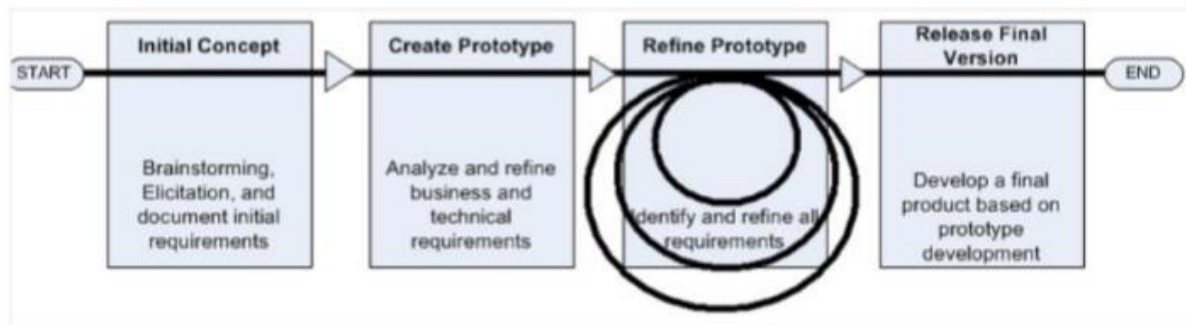 START
Initial Concept
Brainstorming,
Elicitation, and
document initial
requirements
Create Prototype
Analyze and refine
business and
technical
requirements
Refine Prototype
Identify and refine all
requirements
Release Final
Version
Develop a final
product based on
prototype
development
END